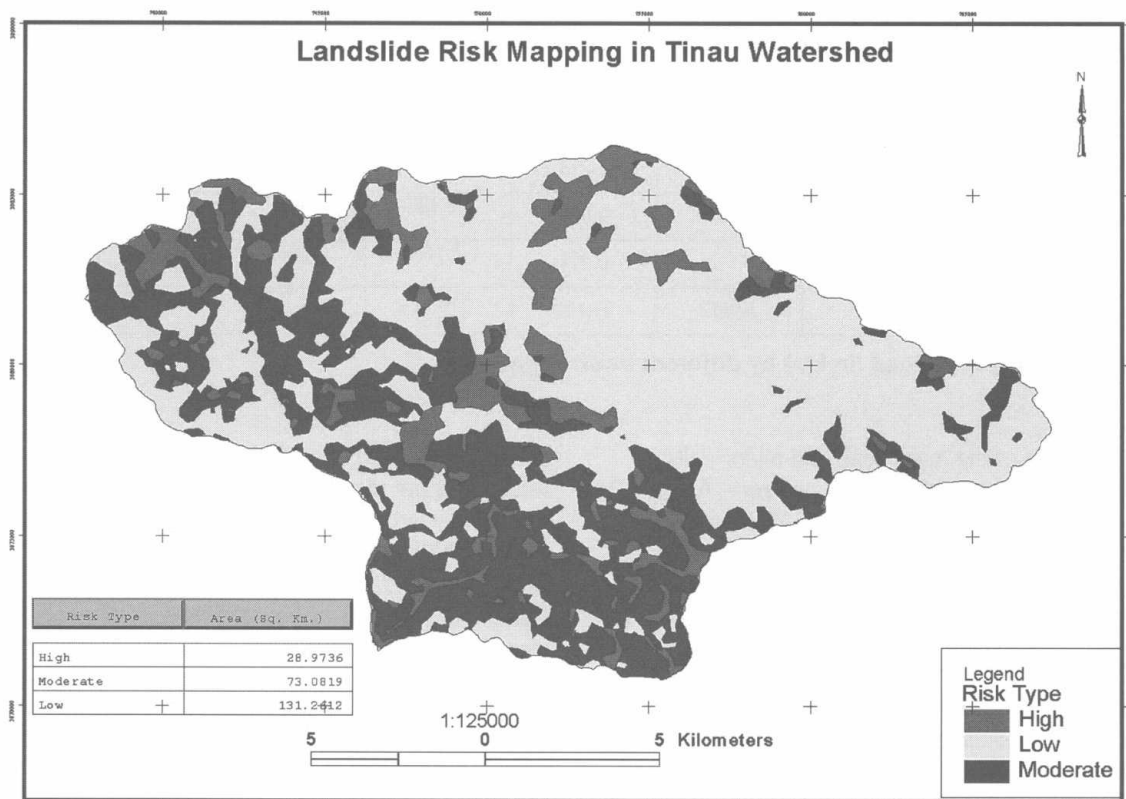 Landslide Risk Mapping in Tinau Watershed
N
Risk Type Area (Sq. Km.)
High 28.9736
Moderate 73.0819
Low 131.2612
1:125000
5 0 5 Kilometers
Legend
Risk Type
High
Low
Moderate